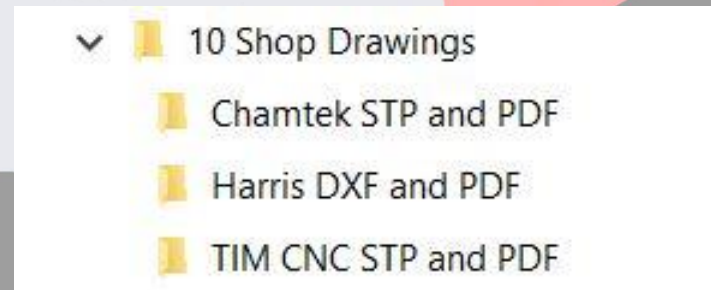 10 Shop Drawings
Chamtek STP and PDF
Harris DXF and PDF
TIM CNC STP and PDF